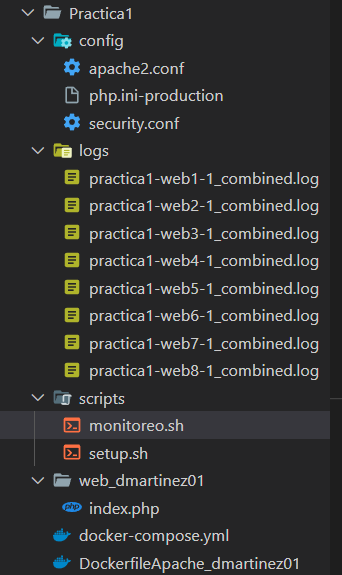 Practica1
config
apache2.conf
php.ini-production
security.conf
logs
practica1-web1-1_combined.log
practica1-web2-1_combined.log
practica1-web3-1_combined.log
practica1-web4-1_combined.log
practica1-web5-1_combined.log
practica1-web6-1_combined.log
practica1-web7-1_combined.log
practica1-web8-1_combined.log
scripts
monitoreo.sh
setup.sh
web_dmartinez01
php index.php
docker-compose.yml
DockerfileApache_dmartinez01